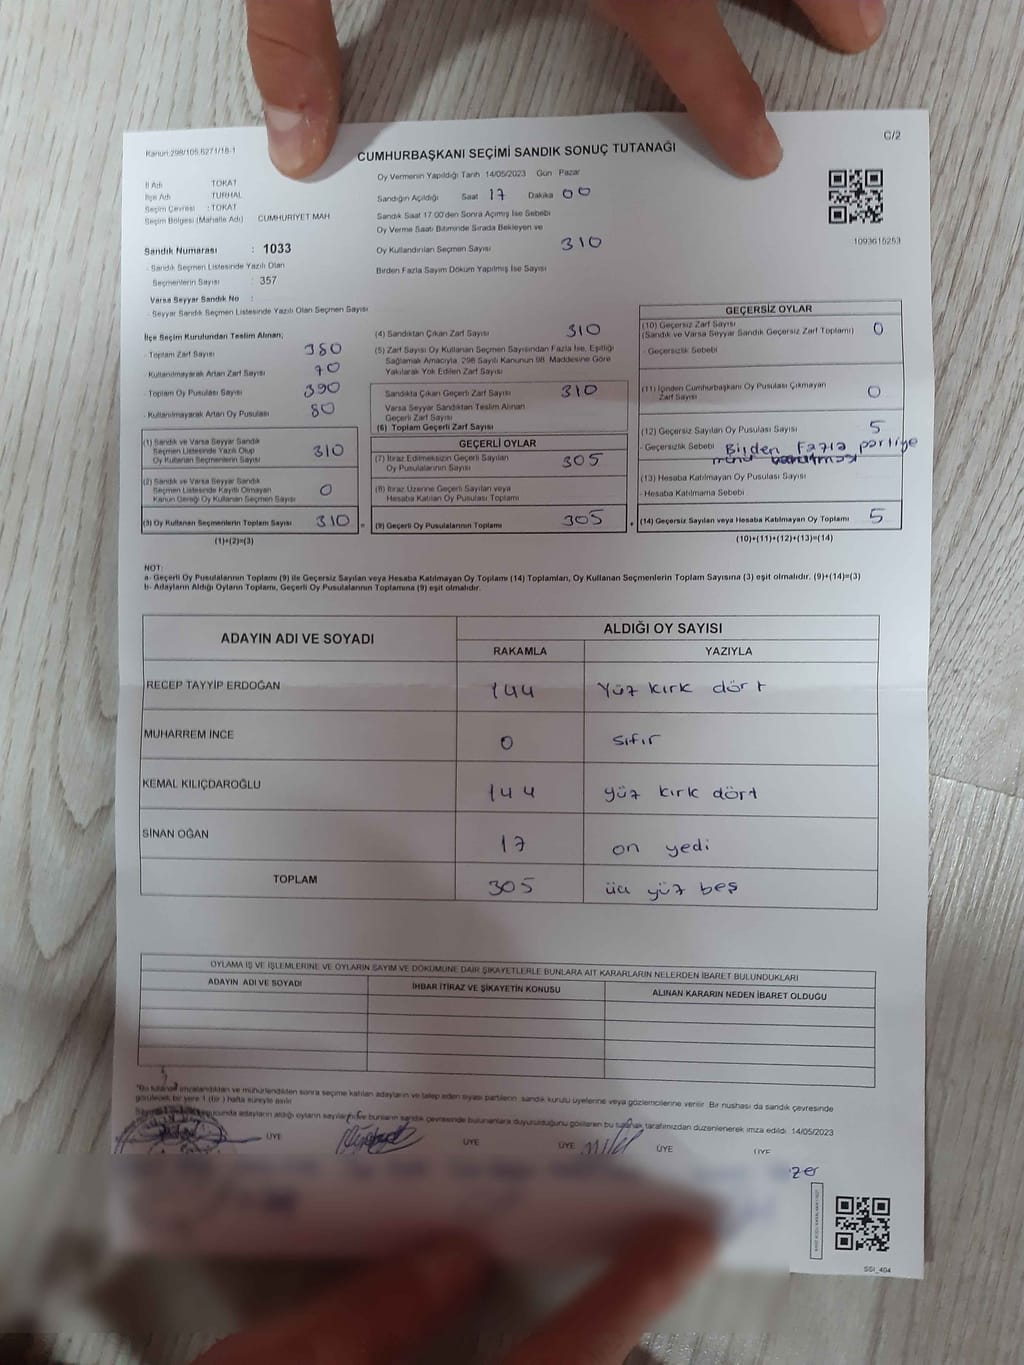 C/2
Kanun:298/105,6271/18-1
CUMHURBAŞKANI SEÇİMİ SANDIK SONUÇ TUTANAĞI
İl Adı : TOKAT
İlçe Adı : TURHAL
Seçim Çevresi : TOKAT
Seçim Bölgesi (Mahalle Adı) CUMHURİYET MAH
Sandık Numarası : 1033
- Sandık Seçmen Listesinde Yazılı Olan
Seçmenlerin Sayısı : 357
Varsa Seyyar Sandık No :
- Seyyar Sandık Seçmen Listesinde Yazılı Olan Seçmen Sayısı
Oy Vermenin Yapıldığı Tarih 14/05/2023 Gün Pazar
Sandığın Açıldığı Saat 17 Dakika 00
Sandık Saat 17 00'den Sonra Açımış İse Sebebi
Oy Verme Saati Bitiminde Sırada Bekleyen ve
Oy Kullandırılan Seçmen Sayısı 310
Birden Fazla Sayım Döküm Yapılmış İse Sayısı
1093615253
İlçe Seçim Kurulundan Teslim Alınan;
- Toplam Zarf Sayısı 380
- Kullanılmayarak Artan Zarf Sayısı 70
- Toplam Oy Pusulası Sayısı 390
- Kullanılmayarak Artan Oy Pusulası 80
(1) Sandık ve Varsa Seyyar Sandık
Seçmen Listesinde Yazılı Olup
Oy Kullanan Seçmenlerin Sayısı 310
(2) Sandık ve Varsa Seyyar Sandık
Seçmen Listesinde Kayıtlı Olmayan
Kanun Gereği Oy Kullanan Seçmen Sayısı 0
(3) Oy Kullanan Seçmenlerin Toplam Sayısı 310 =
(1)+(2)=(3)
(4) Sandıktan Çıkan Zarf Sayısı 310
(5) Zarf Sayısı Oy Kullanan Seçmen Sayısından Fazla İse, Eşitliği
Sağlamak Amacıyla, 298 Sayılı Kanunun 98. Maddesine Göre
Yakılarak Yok Edilen Zarf Sayısı
Sandıkta Çıkan Geçerli Zarf Sayısı 310
Varsa Seyyar Sandıktan Teslim Alınan
Geçerli Zarf Sayısı
(6) Toplam Geçerli Zarf Sayısı
GEÇERLİ OYLAR
(7) İtiraz Edilmeksizin Geçerli Sayılan
Oy Pusulalarının Sayısı 305
(8) İtiraz Üzerine Geçerli Sayılan veya
Hesaba Katılan Oy Pusulası Toplamı
(9) Geçerli Oy Pusulalarının Toplamı 305 +
GEÇERSİZ OYLAR
(10) Geçersiz Zarf Sayısı
(Sandık ve Varsa Seyyar Sandık Geçersiz Zarf Toplamı) 0
- Geçersizlik Sebebi
(11) İçinden Cumhurbaşkanı Oy Pusulası Çıkmayan
Zarf Sayısı 0
(12) Geçersiz Sayılan Oy Pusulası Sayısı 5
- Geçersizlik Sebebi Birden Fazla partiye
(13) Hesaba Katılmayan Oy Pusulası Sayısı
- Hesaba Katılmama Sebebi
(14) Geçersiz Sayılan veya Hesaba Katılmayan Oy Toplamı 5
(10)+(11)+(12)+(13)=(14)
NOT:
a- Geçerli Oy Pusulalarının Toplamı (9) ile Geçersiz Sayılan veya Hesaba Katılmayan Oy Toplamı (14) Toplamları, Oy Kullanan Seçmenlerin Toplam Sayısına (3) eşit olmalıdır. (9)+(14)=(3)
b- Adayların Aldığı Oyların Toplamı, Geçerli Oy Pusulalarının Toplamına (9) eşit olmalıdır.
ADAYIN ADI VE SOYADI
ALDIĞI OY SAYISI
RAKAMLA YAZIYLA
RECEP TAYYİP ERDOĞAN 144 Yüz kırk dört
MUHARREM İNCE 0 sıfır
KEMAL KILIÇDAROĞLU 144 yüz kırk dört
SİNAN OĞAN 17 on yedi
TOPLAM 305 üç yüz beş
OYLAMA İŞ VE İŞLEMLERİNE VE OYLARIN SAYIM VE DÖKÜMÜNE DAİR ŞİKAYETLERLE BUNLARA AİT KARARLARIN NELERDEN İBARET BULUNDUKLARI
ADAYIN ADI VE SOYADI İHBAR İTİRAZ VE ŞİKAYETİN KONUSU ALINAN KARARIN NEDEN İBARET OLDUĞU
*Bu tutanak imzalandıktan ve mühürlendikten sonra seçime katılan adayların ve talep eden siyasi partilerin sandık kurulu üyelerine veya gözlemcilerine verilir. Bir nushası da sandık çevresinde
görülecek bir yere 1 (bir) hafta süreyle asılır.
sonucunda adayların aldığı oyların sayıları ve bunların sandık çevresinde bulunanlara duyurulduğunu gösteren bu tutanak tarafımızdan düzenlenerek imza edildi 14/05/2023
ÜYE ÜYE ÜYE ÜYE ÜYE
zer
SSI_404